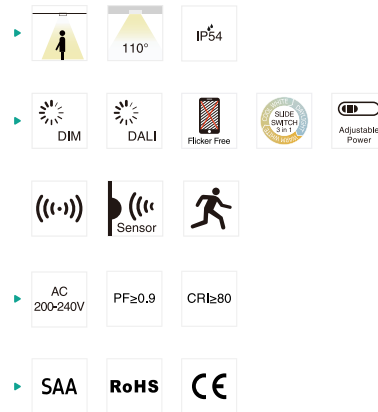 110°
IP54
DIM
DALI
Flicker Free
SLIDE
SWITCH
3 in 1
Adjustable
Power
Sensor
AC
200-240V
PF≥0.9
CRI≥80
SAA
RoHS
CE